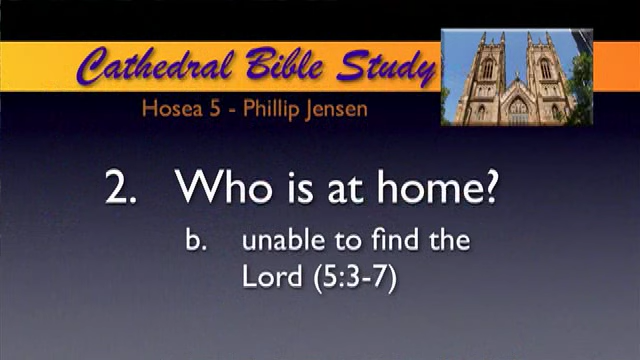 Cathedral Bible Study
Hosea 5 - Phillip Jensen
2. Who is at home?
b. unable to find the
Lord (5:3-7)